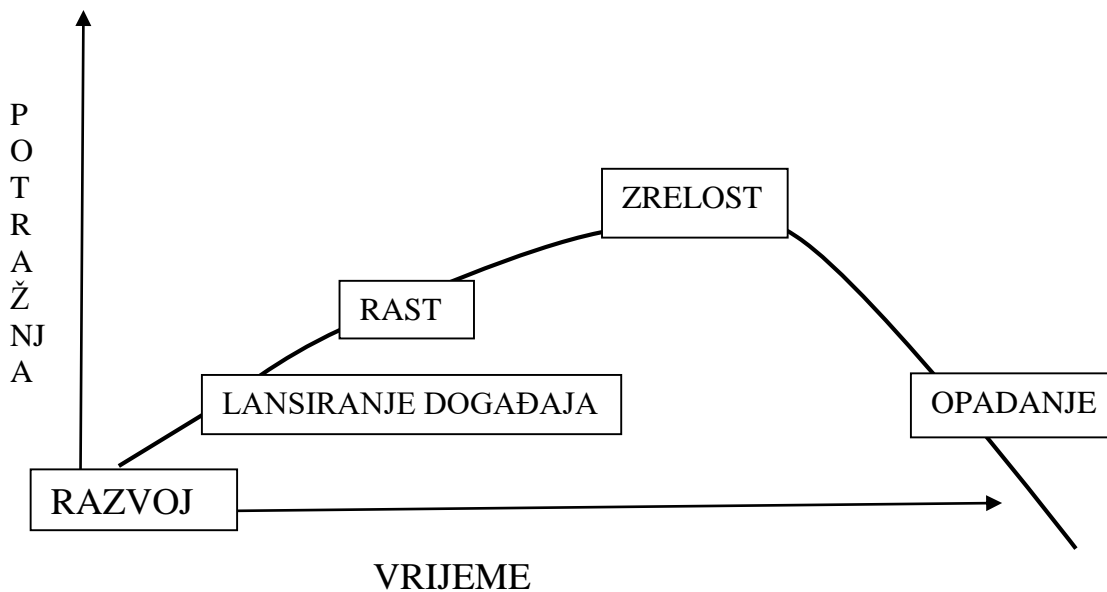 P
O
T
R
A
Ž
NJ
A
ZRELOST
RAST
LANSIRANJE DOGAĐAJA
OPADANJE
RAZVOJ
VRIJEME